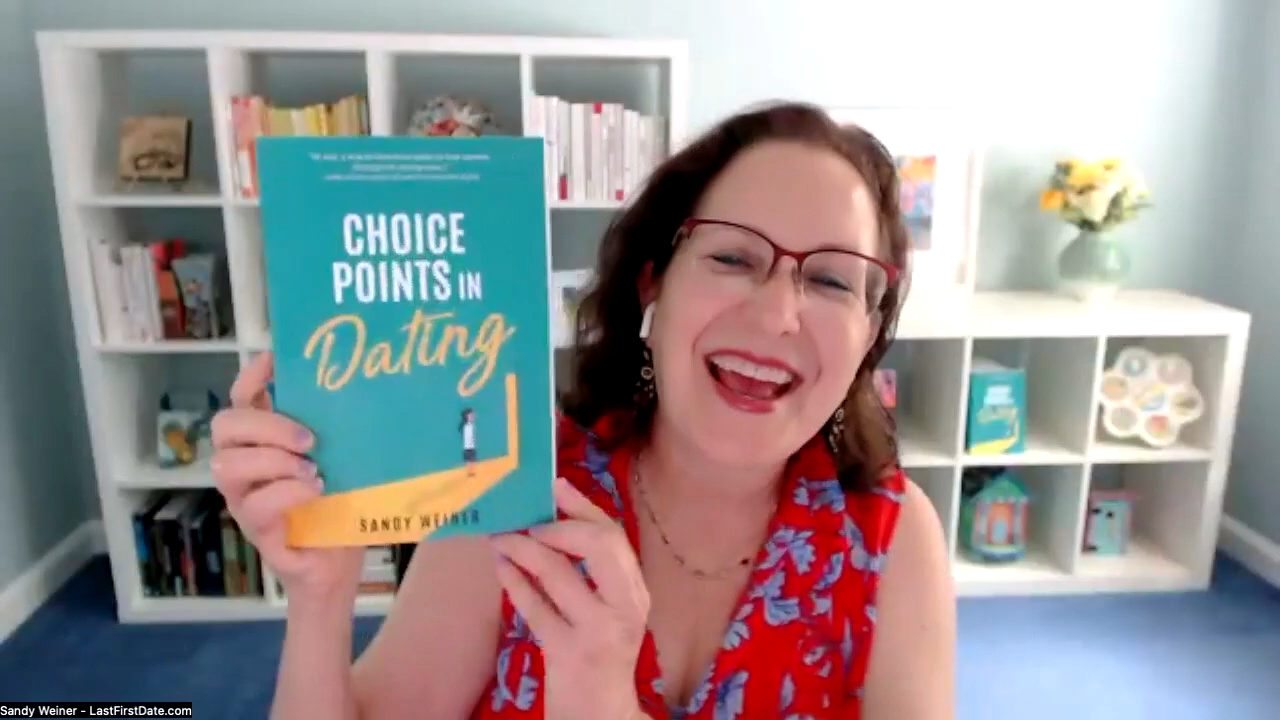 CHOICE
POINTS IN
Dating
SANDY WEINER
Sandy Weiner - LastFirstDate.com